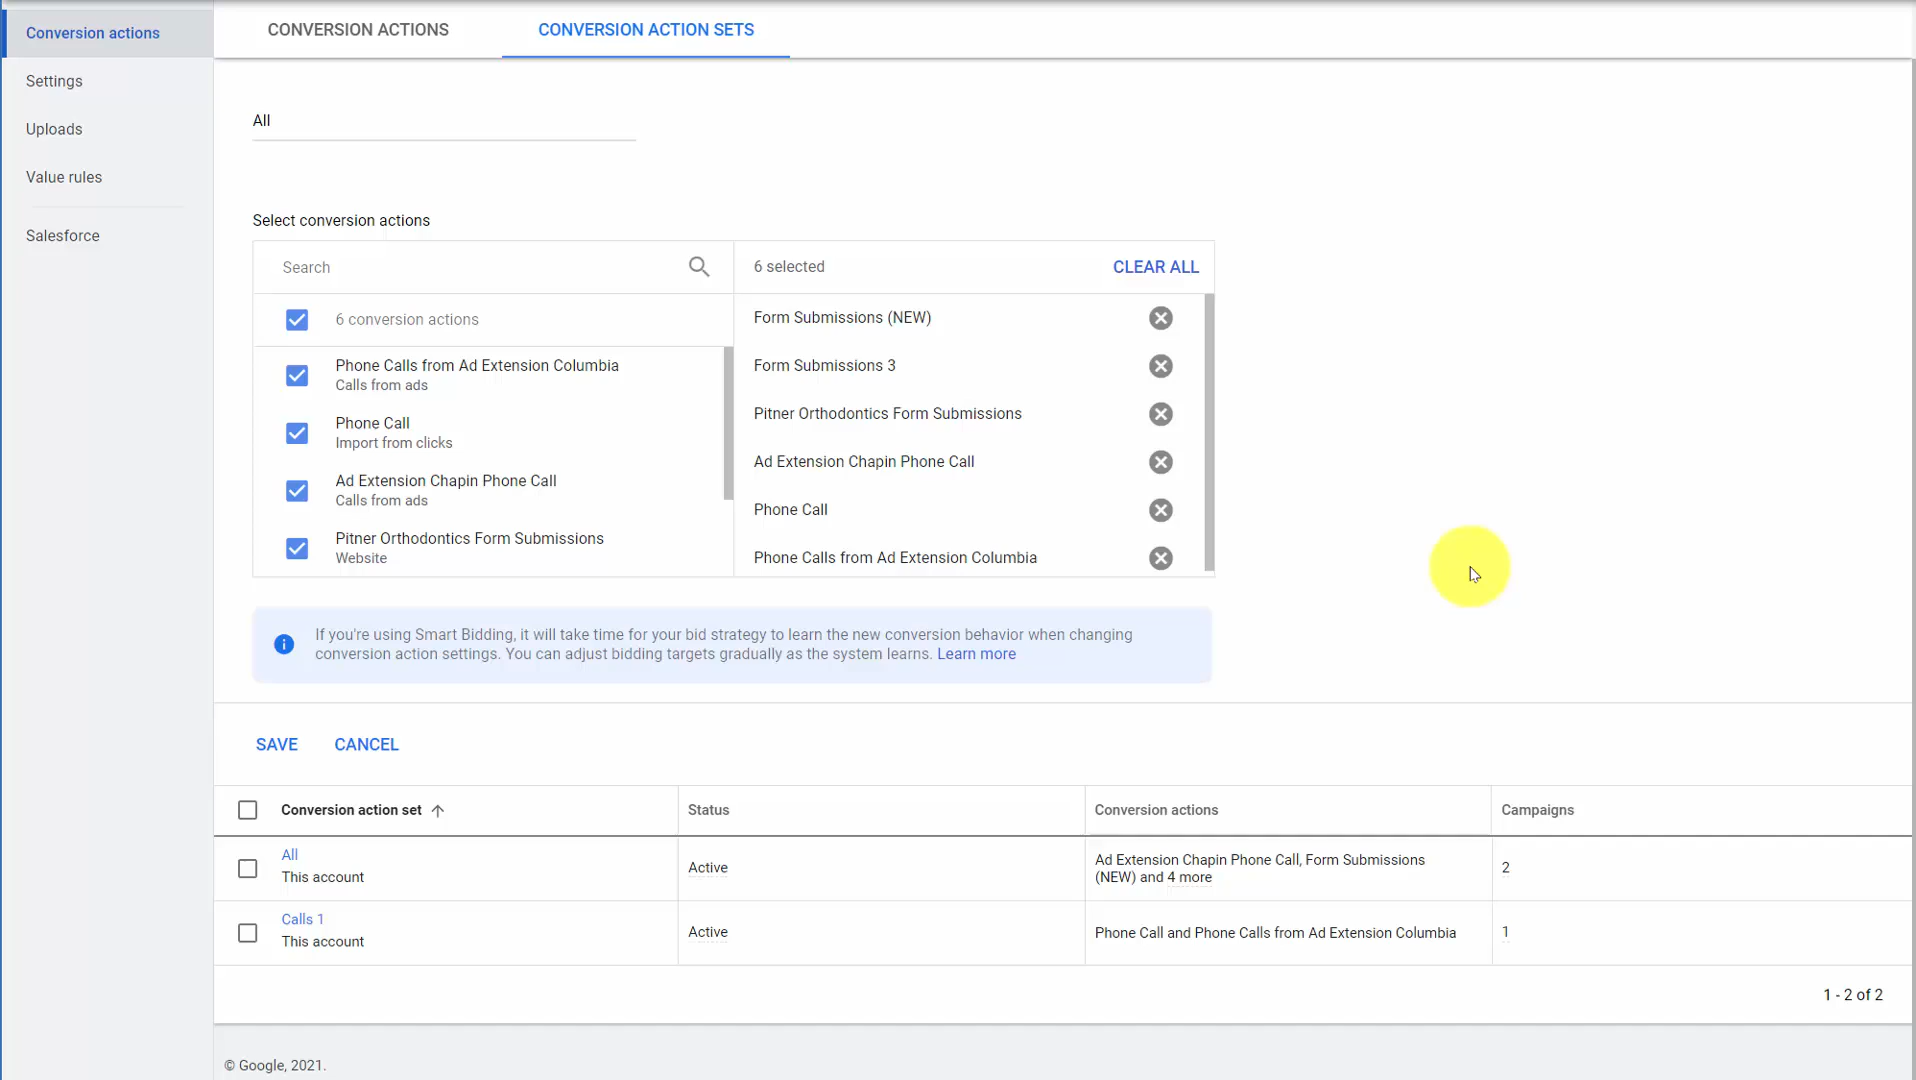 Conversion actions
Settings
Uploads
Value rules
Salesforce
CONVERSION ACTIONS
CONVERSION ACTION SETS
All
Select conversion actions
Search
6 selected
CLEAR ALL
6 conversion actions
Phone Calls from Ad Extension Columbia
Calls from ads
Phone Call
Import from clicks
Ad Extension Chapin Phone Call
Calls from ads
Pitner Orthodontics Form Submissions
Website
Form Submissions (NEW)
Form Submissions 3
Pitner Orthodontics Form Submissions
Ad Extension Chapin Phone Call
Phone Call
Phone Calls from Ad Extension Columbia
If you're using Smart Bidding, it will take time for your bid strategy to learn the new conversion behavior when changing
conversion action settings. You can adjust bidding targets gradually as the system learns. Learn more
SAVE
CANCEL
Conversion action set
Status
Conversion actions
Campaigns
All
This account
Active
Ad Extension Chapin Phone Call, Form Submissions
(NEW) and 4 more
2
Calls 1
This account
Active
Phone Call and Phone Calls from Ad Extension Columbia
1
1 - 2 of 2
© Google, 2021.